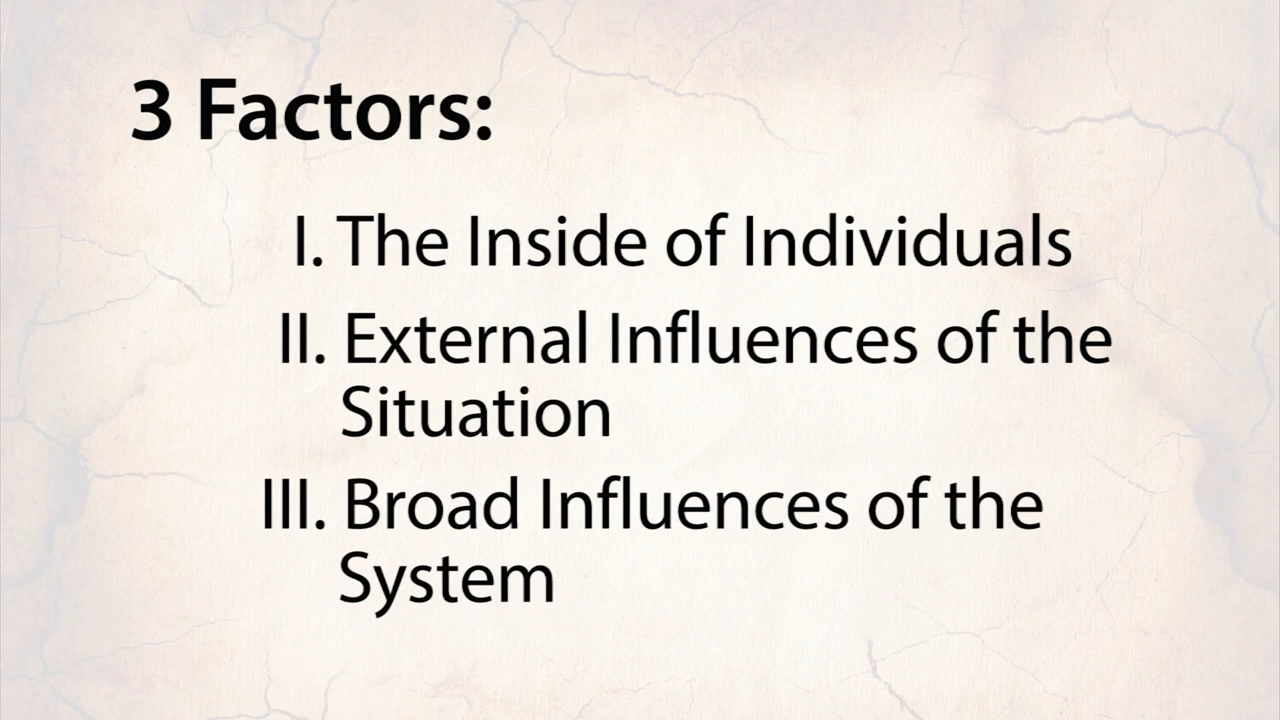 3 Factors:
I. The Inside of Individuals
II. External Influences of the
Situation
III. Broad Influences of the
System